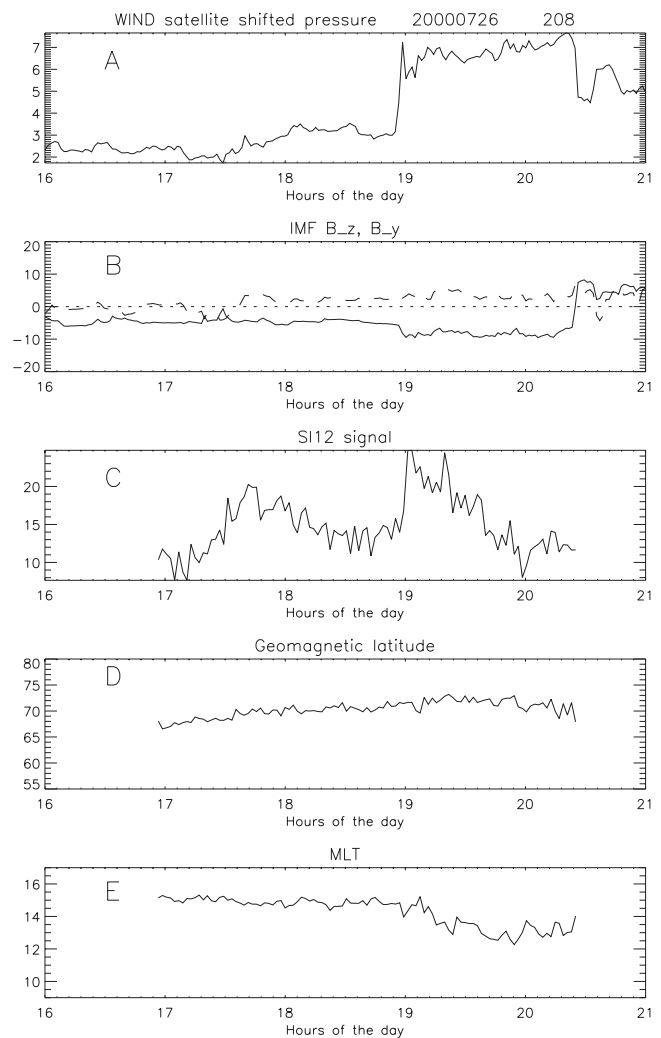 WIND satellite shifted pressure 20000726 208
A
7
6
5
4
3
2
16 17 18 19 20 21
Hours of the day
IMF B_z, B_y
B
20
10
0
−10
−20
16 17 18 19 20 21
Hours of the day
SI12 signal
C
20
15
10
16 17 18 19 20 21
Hours of the day
Geomagnetic latitude
D
80
75
70
65
60
55
16 17 18 19 20 21
Hours of the day
MLT
E
16
14
12
10
16 17 18 19 20 21
Hours of the day